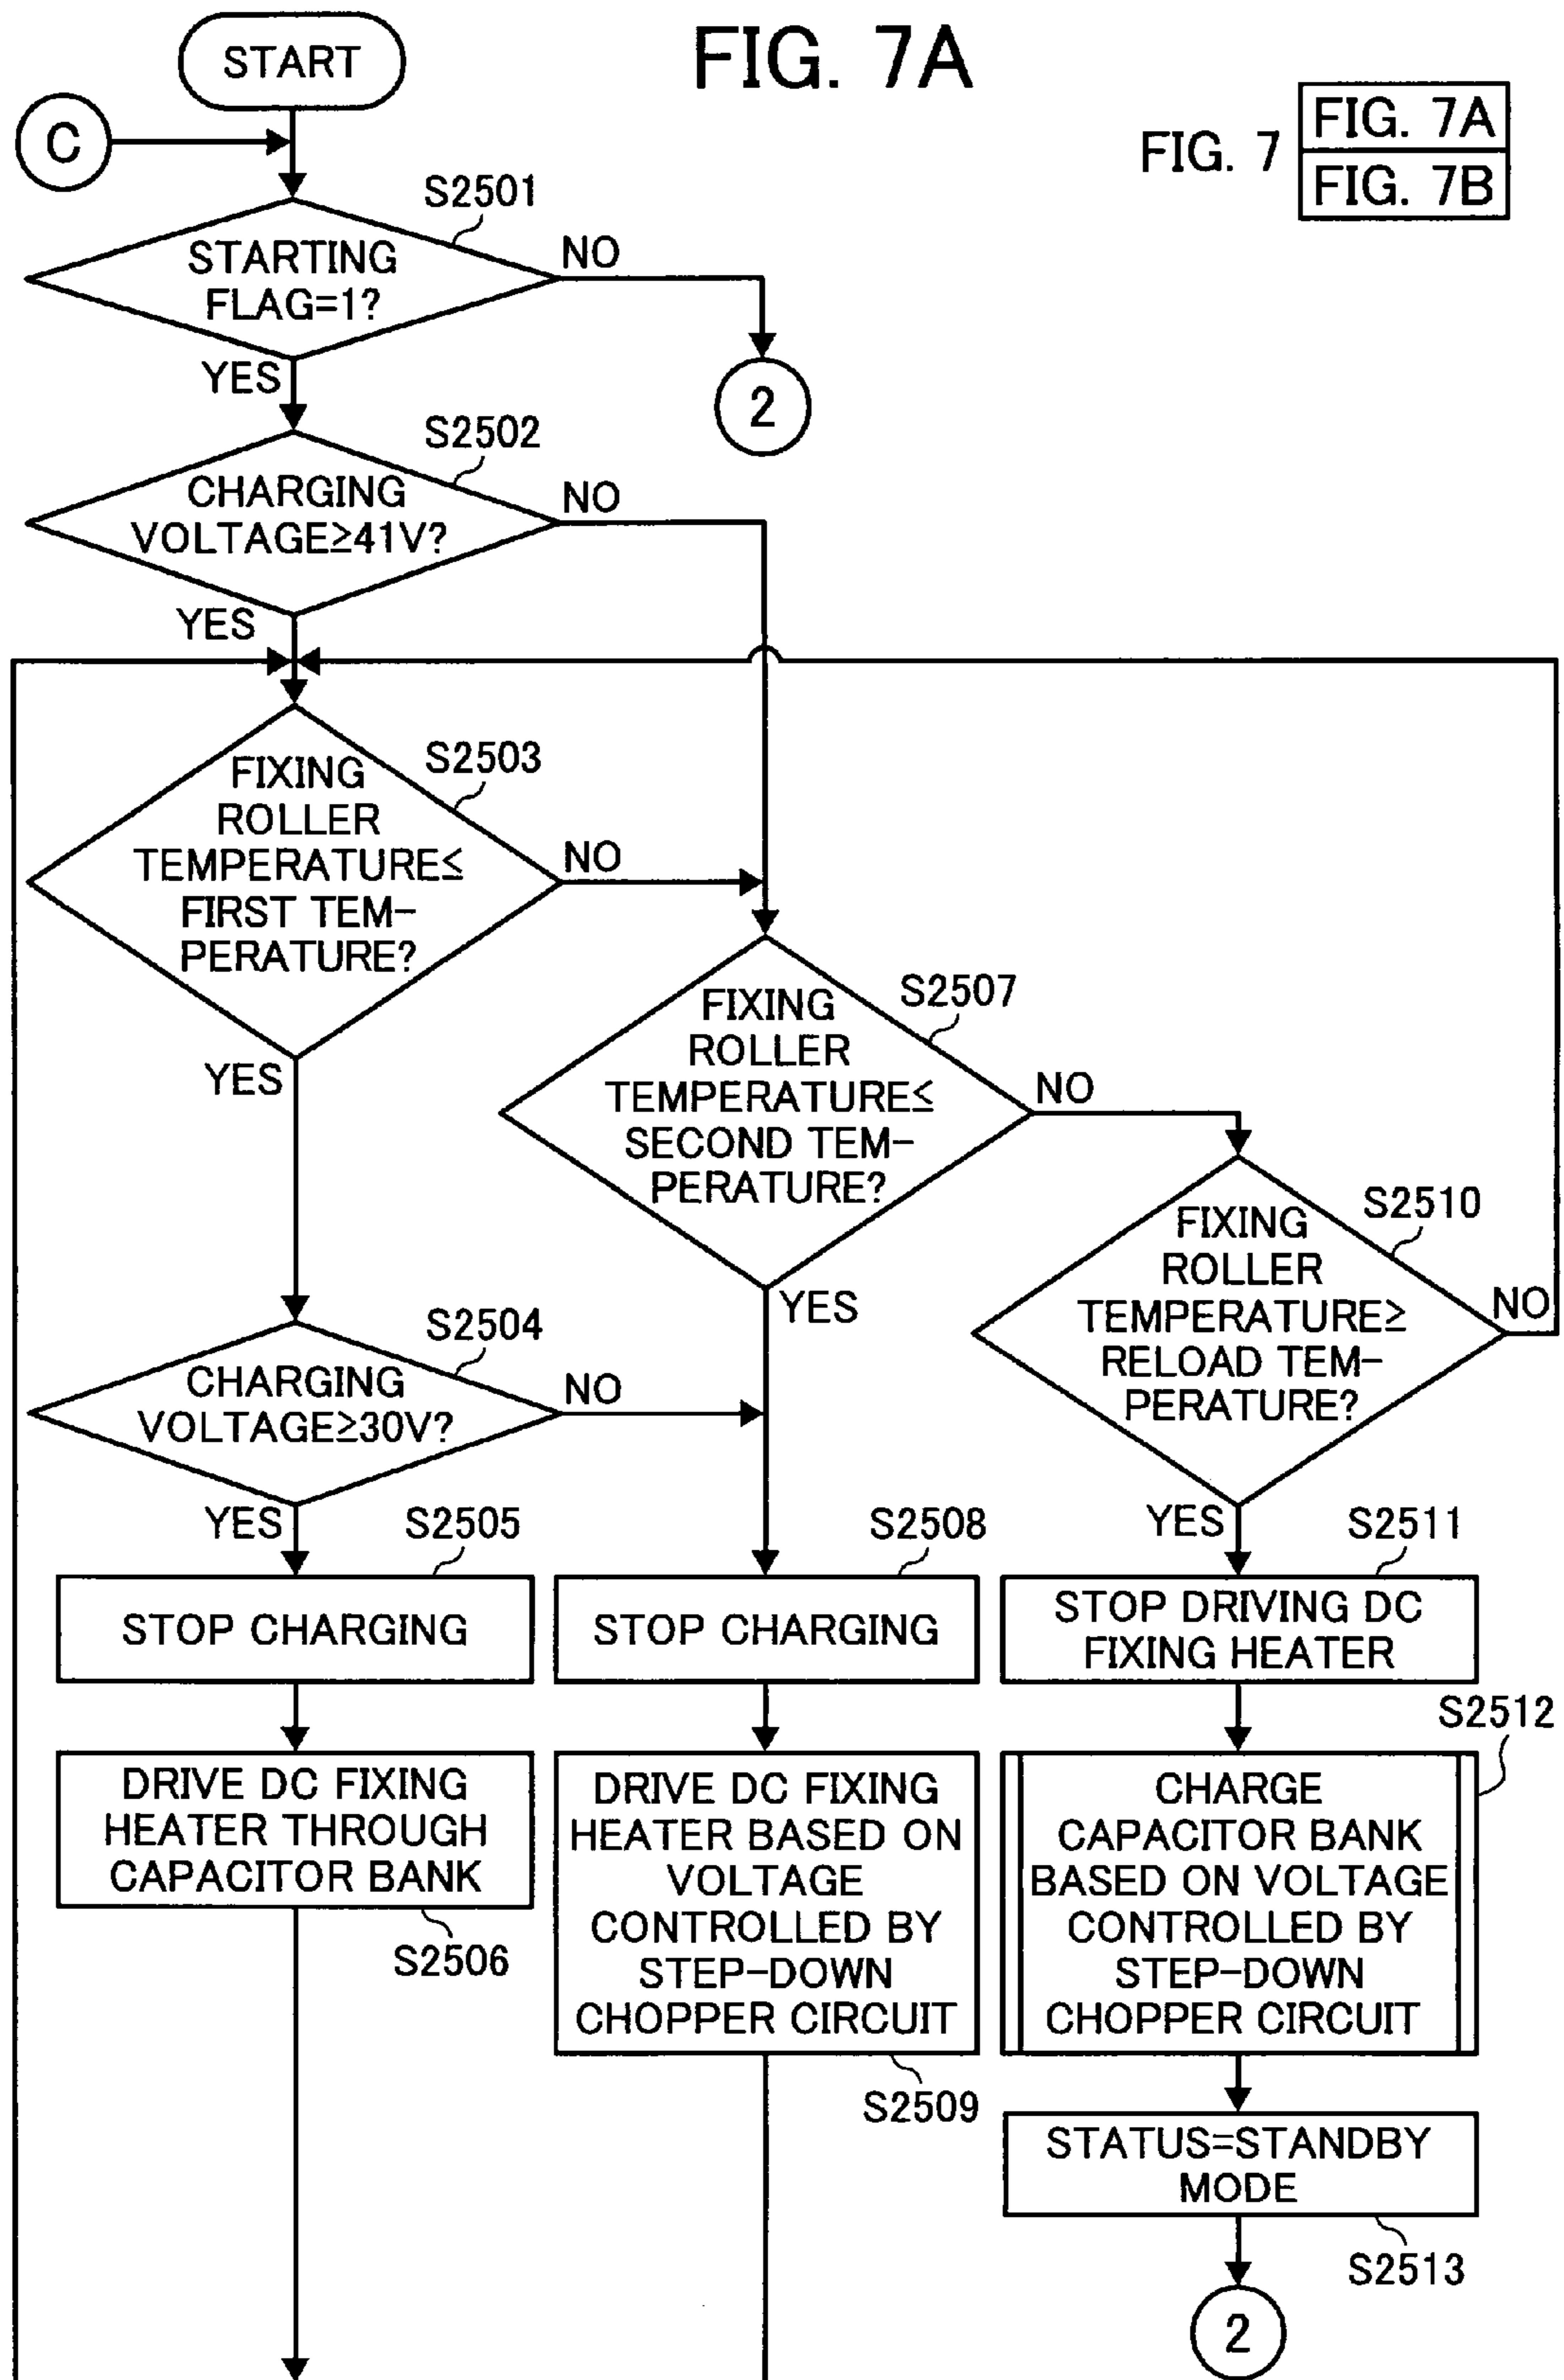 FIG. 7A
FIG. 7
FIG. 7A
FIG. 7B
START
C
S2501
STARTING
FLAG=1?
NO
YES
2
S2502
CHARGING
VOLTAGE≥41V?
NO
YES
S2503
FIXING
ROLLER
TEMPERATURE≤
FIRST TEM-
PERATURE?
NO
YES
S2507
FIXING
ROLLER
TEMPERATURE≤
SECOND TEM-
PERATURE?
NO
YES
S2510
FIXING
ROLLER
TEMPERATURE≥
RELOAD TEM-
PERATURE?
NO
YES
S2504
CHARGING
VOLTAGE≥30V?
NO
YES
S2505
STOP CHARGING
S2508
STOP CHARGING
S2511
STOP DRIVING DC
FIXING HEATER
DRIVE DC FIXING
HEATER THROUGH
CAPACITOR BANK
S2506
DRIVE DC FIXING
HEATER BASED ON
VOLTAGE
CONTROLLED BY
STEP-DOWN
CHOPPER CIRCUIT
S2509
S2512
CHARGE
CAPACITOR BANK
BASED ON VOLTAGE
CONTROLLED BY
STEP-DOWN
CHOPPER CIRCUIT
STATUS=STANDBY
MODE
S2513
2